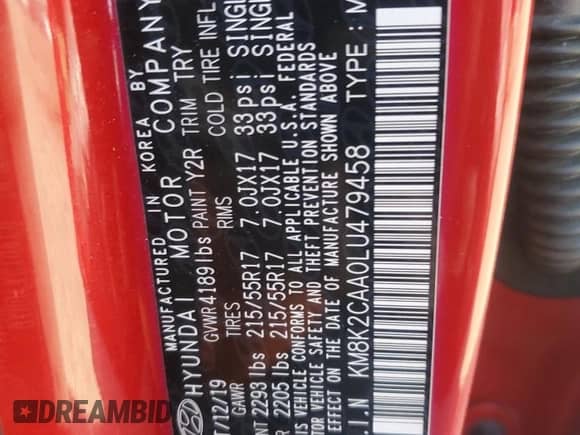 MANUFACTURED IN KOREA BY
HYUNDAI MOTOR COMPANY
/12/19 GVWR 4189 lbs PAINT Y2R TRIM TRY
GAWR TIRES RIMS COLD TIRE INFL
2293 lbs 215/55R17 7.0JX17 33psi SINGL
2205 lbs 215/55R17 7.0JX17 33psi SINGL
VEHICLE CONFORMS TO ALL APPLICABLE U.S.A. FEDERAL
VEHICLE SAFETY AND THEFT PREVENTION STANDARDS
EFFECT ON THE DATE OF MANUFACTURE SHOWN ABOVE
.I.N KM8K2CAA0LU479458 TYPE : M
DREAMBID